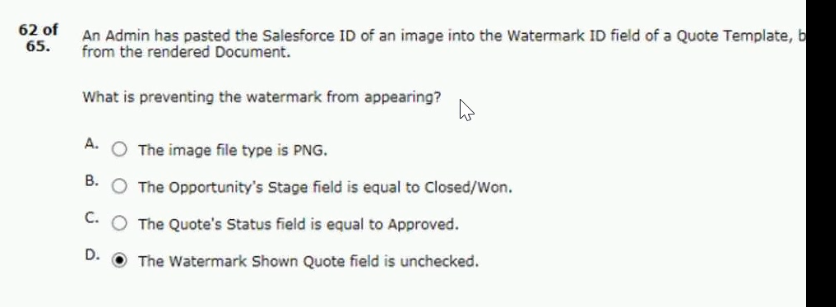 62 of
65.
An Admin has pasted the Salesforce ID of an image into the Watermark ID field of a Quote Template, b
from the rendered Document.
What is preventing the watermark from appearing?
A. The image file type is PNG.
B. The Opportunity's Stage field is equal to Closed/Won.
C. The Quote's Status field is equal to Approved.
D. The Watermark Shown Quote field is unchecked.